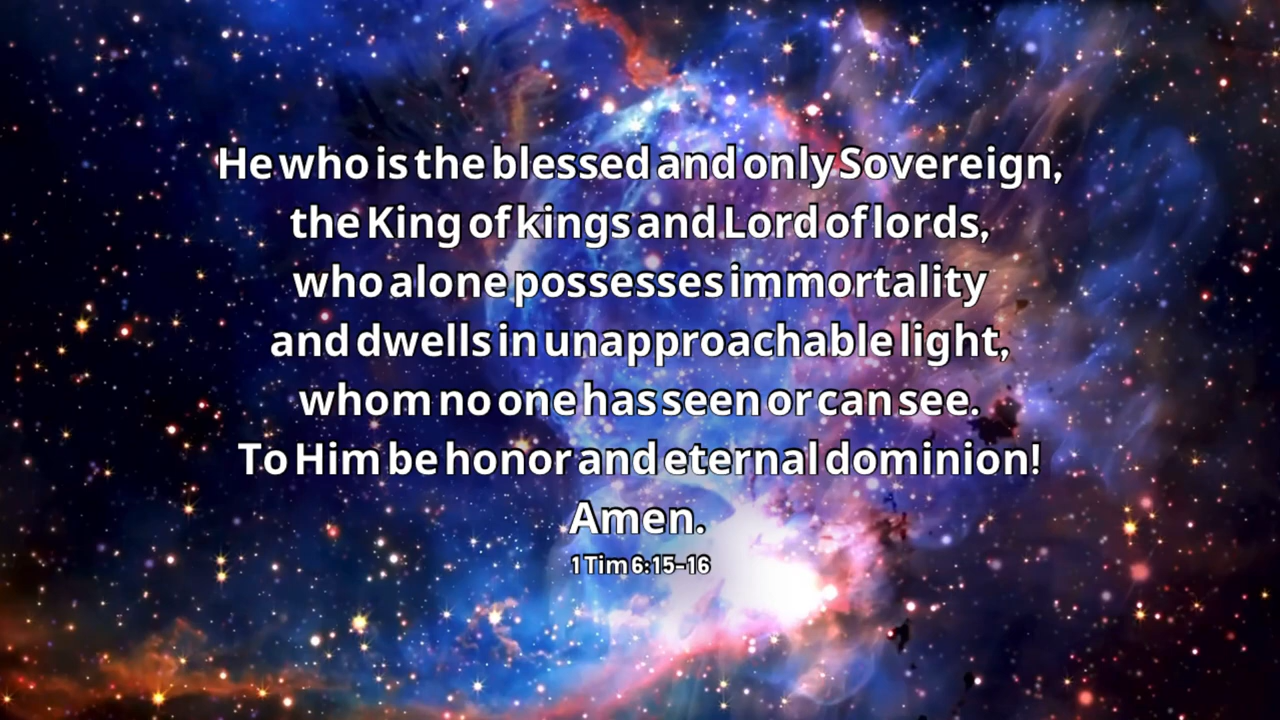 He who is the blessed and only Sovereign,
the King of kings and Lord of lords,
who alone possesses immortality
and dwells in unapproachable light,
whom no one has seen or can see.
To Him be honor and eternal dominion!
Amen.
1 Tim 6:15-16